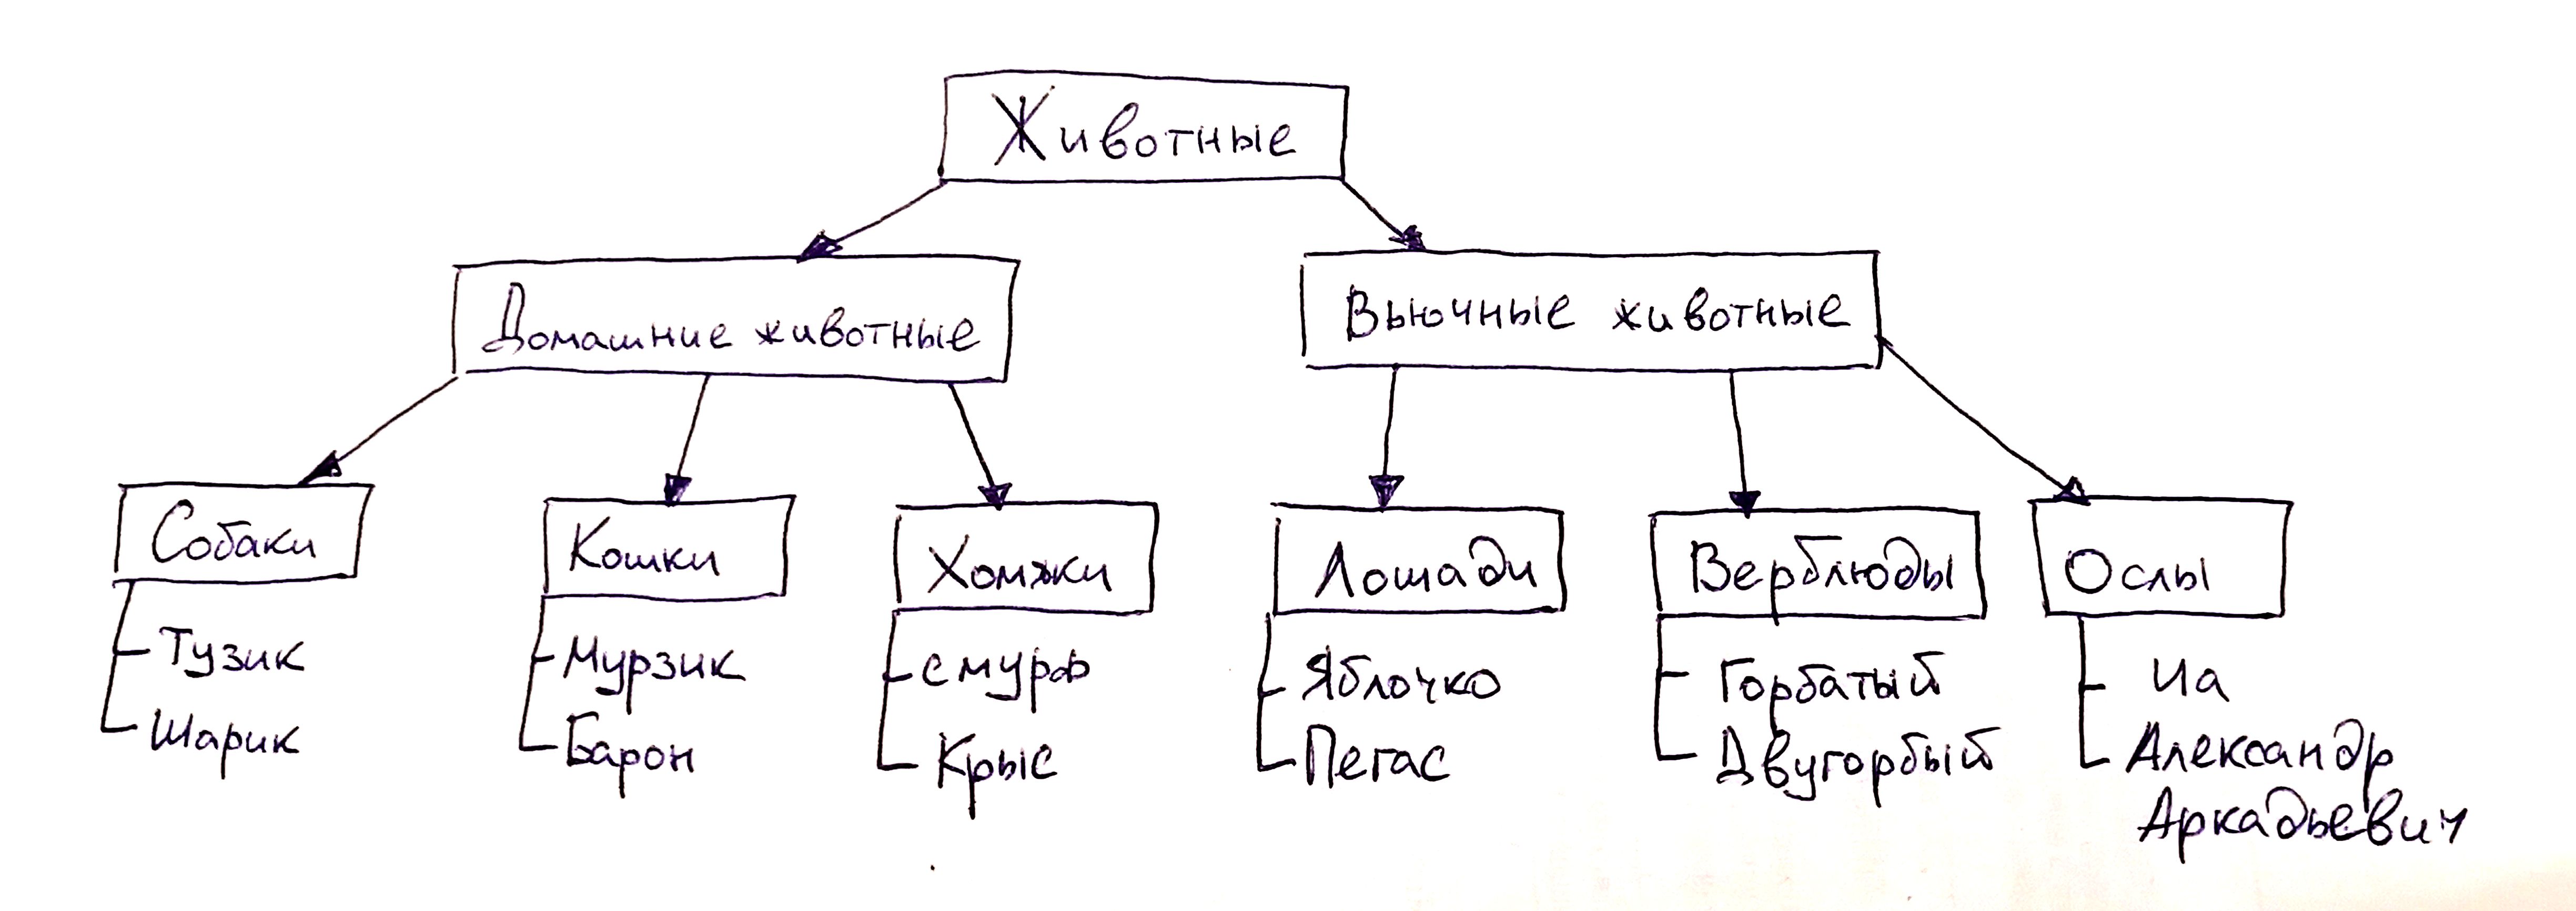 Животные
Домашние животные
Вьючные животные
Собаки
Кошки
Хомжки
Лошади
Верблюды
Ослы
Тузик
Шарик
Мурзик
Барон
смурф
Крыс
Яблочко
Пегас
Горбатый
Двугорбый
Иа
Александр
Аркадьевич